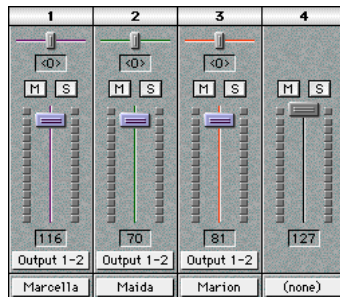 1 2 3 4
<0> <0> <0>
M S M S M S M S
116 70 81 127
Output 1-2 Output 1-2 Output 1-2
Marcella Maida Marion (none)